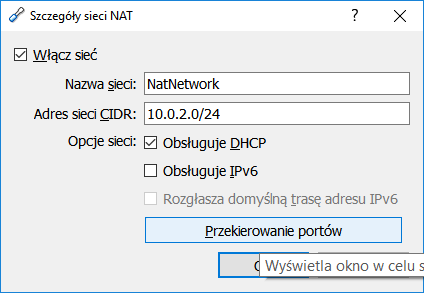 Szczegóły sieci NAT
?
Włącz sieć
Nazwa sieci: NatNetwork
Adres sieci CIDR: 10.0.2.0/24
Opcje sieci: Obsługuje DHCP
Obsługuje IPv6
Rozgłasza domyślną trasę adresu IPv6
Przekierowanie portów
Wyświetla okno w celu